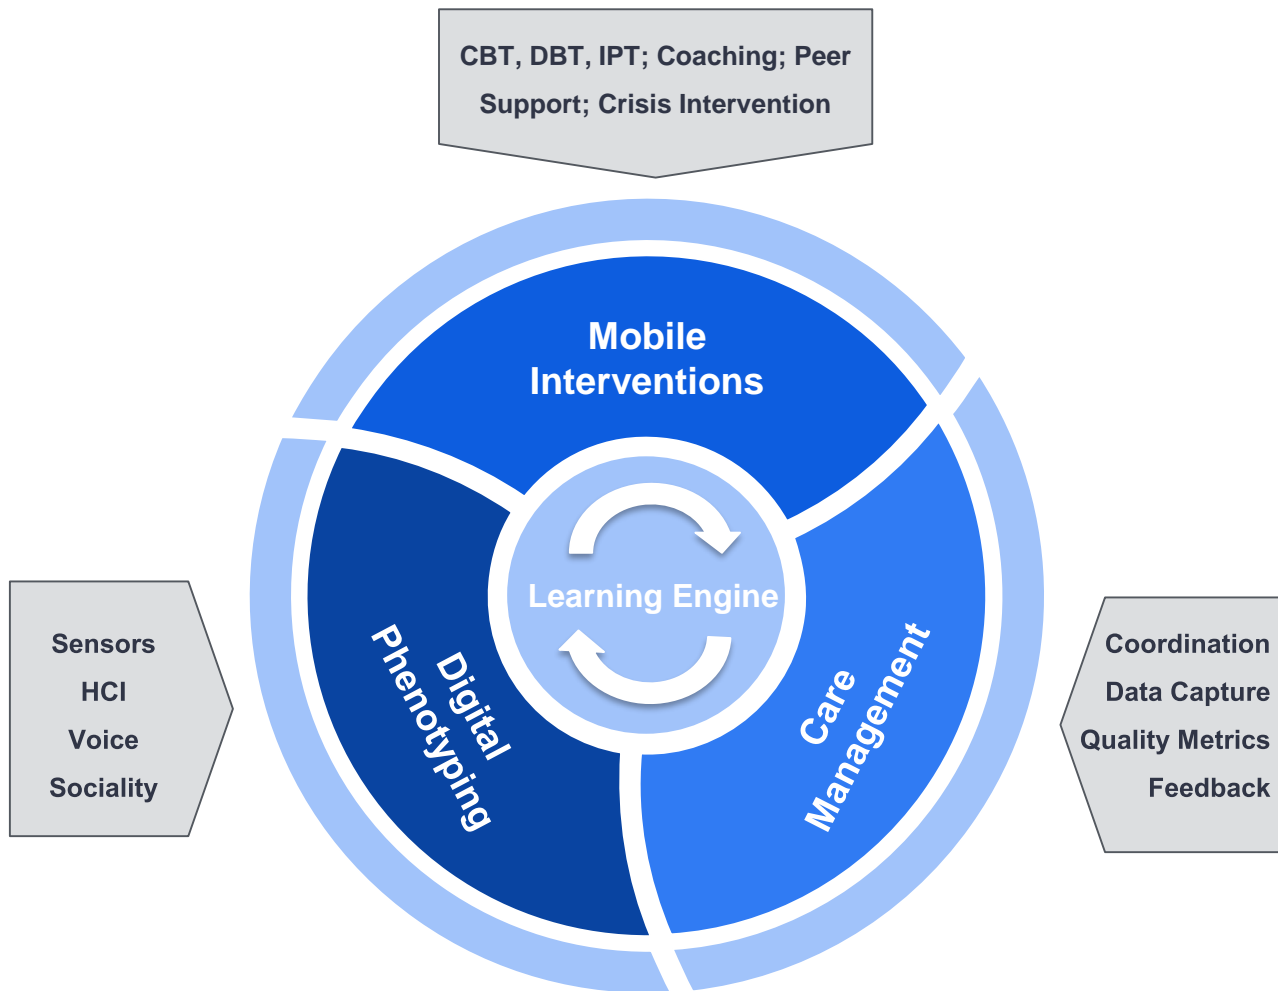 CBT, DBT, IPT; Coaching; Peer
Support; Crisis Intervention
Mobile
Interventions
Learning Engine
Digital
Phenotyping
Care
Management
Sensors
HCI
Voice
Sociality
Coordination
Data Capture
Quality Metrics
Feedback